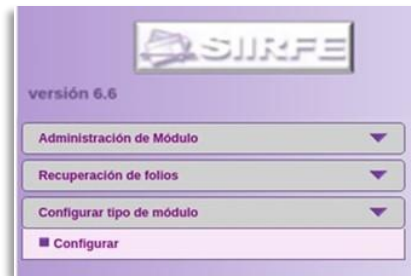 SIIRFE
versión 6.6
Administración de Módulo
Recuperación de folios
Configurar tipo de módulo
Configurar